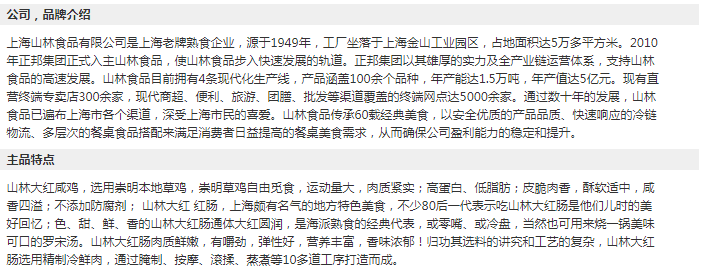 公司，品牌介绍
上海山林食品有限公司是上海老牌熟食企业，源于1949年，工厂坐落于上海金山工业园区，占地面积达5万多平方米。2010
年正邦集团正式入主山林食品，使山林食品步入快速发展的轨道。正邦集团以其雄厚的实力及全产业链运营体系，支持山林
食品的高速发展。山林食品目前拥有4条现代化生产线，产品涵盖100余个品种，年产能达1.5万吨，年产值达5亿元。现有直
营终端专卖店300余家，现代商超、便利、旅游、团膳、批发等渠道覆盖的终端网点达5000余家。通过数十年的发展，山林
食品已遍布上海市各个渠道，深受上海市民的喜爱。山林食品传承60载经典美食，以安全优质的产品品质、快速响应的冷链
物流、多层次的餐桌食品搭配来满足消费者日益提高的餐桌美食需求，从而确保公司盈利能力的稳定和提升。
主品特点
山林大红咸鸡，选用崇明本地草鸡，崇明草鸡自由觅食，运动量大，肉质紧实；高蛋白、低脂肪；皮脆肉香，酥软适中，咸
香四溢；不添加防腐剂； 山林大红 红肠，上海颇有名气的地方特色美食，不少80后一代表示吃山林大红肠是他们儿时的美
好回忆；色、甜、鲜、香的山林大红肠通体大红圆润，是海派熟食的经典代表，或零嘴、或冷盘，当然也可用来烧一锅美味
可口的罗宋汤。山林大红肠肉质鲜嫩，有嚼劲，弹性好，营养丰富，香味浓郁！归功其选料的讲究和工艺的复杂，山林大红
肠选用精制冷鲜肉，通过腌制、按摩、滚揉、蒸煮等10多道工序打造而成。